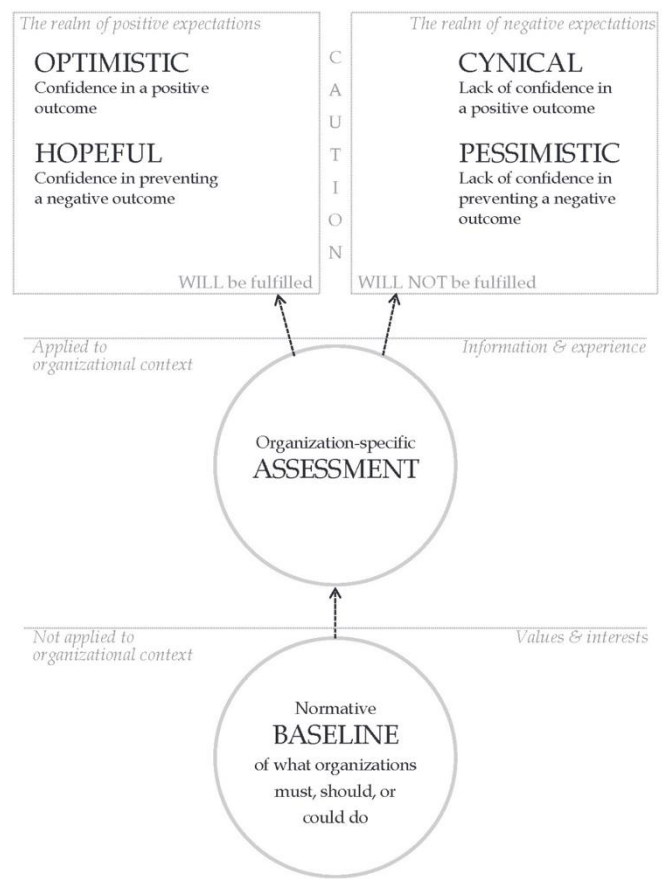 The realm of positive expectations
OPTIMISTIC
Confidence in a positive
outcome
HOPEFUL
Confidence in preventing
a negative outcome
WILL be fulfilled
CAUTION
The realm of negative expectations
CYNICAL
Lack of confidence in
a positive outcome
PESSIMISTIC
Lack of confidence in
preventing a negative
outcome
WILL NOT be fulfilled
Applied to
organizational context
Information & experience
Organization-specific
ASSESSMENT
Not applied to
organizational context
Values & interests
Normative
BASELINE
of what organizations
must, should, or
could do